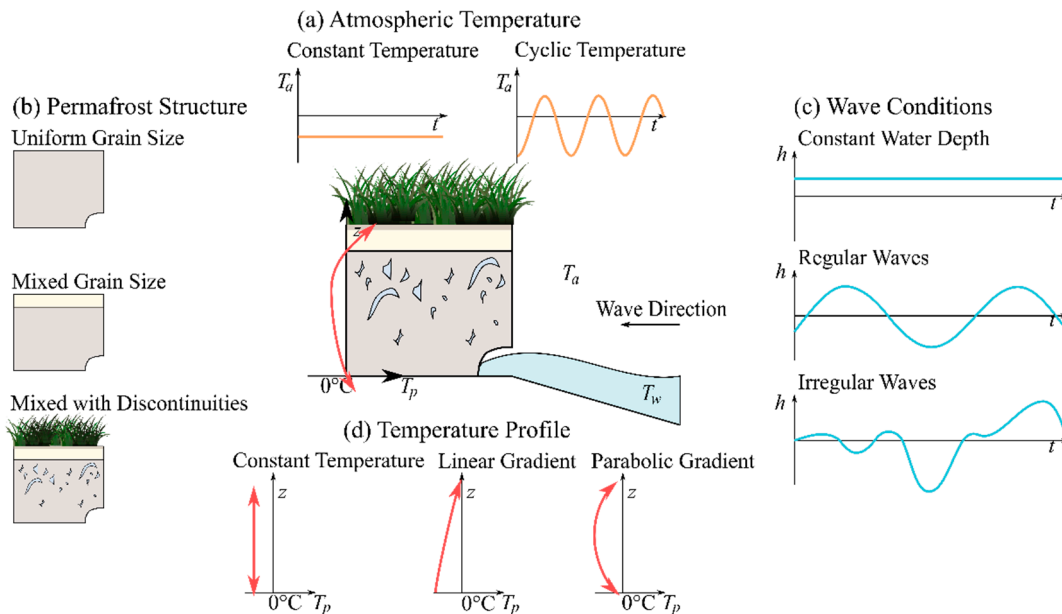 (a) Atmospheric Temperature
Constant Temperature
Cyclic Temperature
Tₐ
t
Tₐ
t
(b) Permafrost Structure
Uniform Grain Size
Mixed Grain Size
Mixed with Discontinuities
z
Tₐ
Wave Direction
0°C
Tₚ
T_w
(c) Wave Conditions
Constant Water Depth
h
t
Regular Waves
h
t
Irregular Waves
h
t
(d) Temperature Profile
Constant Temperature
Linear Gradient
Parabolic Gradient
z
z
z
0°C Tₚ
0°C Tₚ
0°C Tₚ